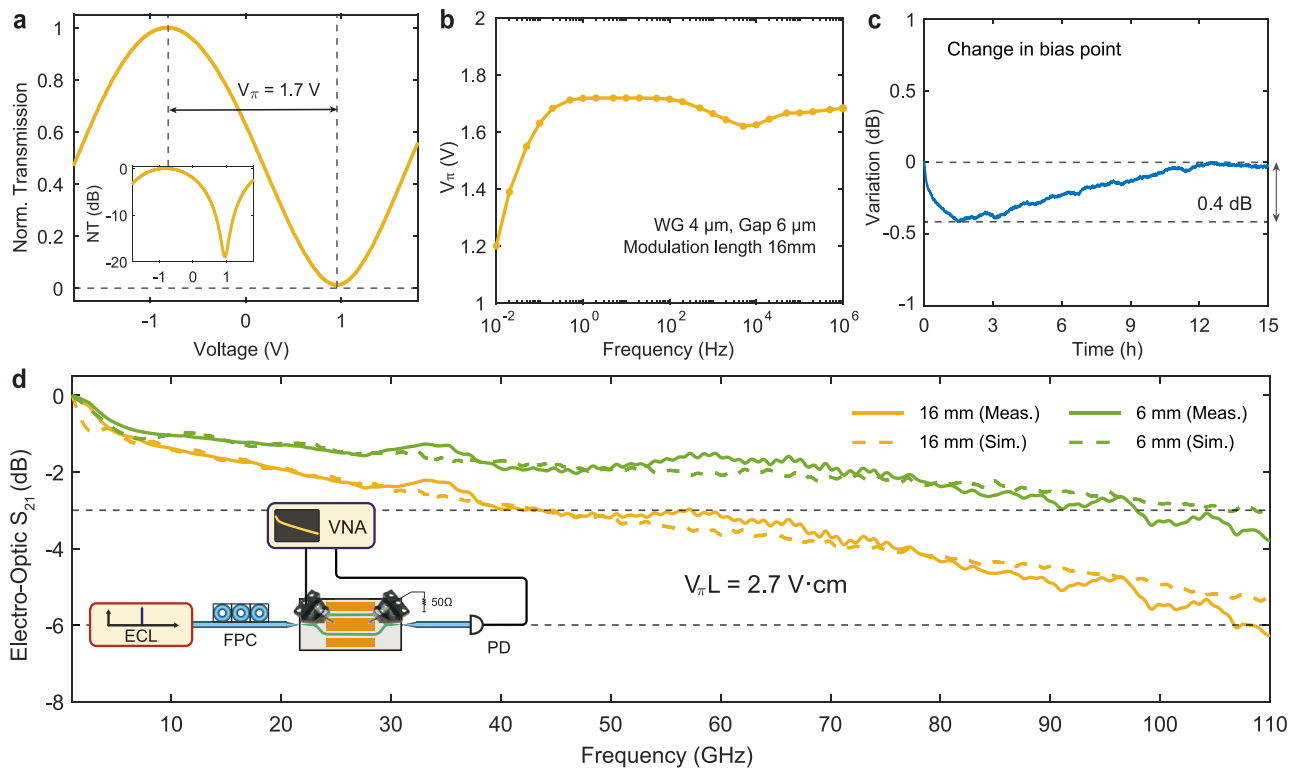 a
Norm. Transmission
1
0.8
0.6
0.4
0.2
0
V_π = 1.7 V
NT (dB)
0
-10
-20
-1
0
1
-1
0
1
Voltage (V)
b
V_π (V)
2
1.8
1.6
1.4
1.2
1
WG 4 μm, Gap 6 μm
Modulation length 16mm
10^-2
10^0
10^2
10^4
10^6
Frequency (Hz)
c
Variation (dB)
1
0.5
0
-0.5
-1
Change in bias point
0.4 dB
0
3
6
9
12
15
Time (h)
d
Electro-Optic S_21 (dB)
0
-2
-4
-6
-8
16 mm (Meas.)
6 mm (Meas.)
16 mm (Sim.)
6 mm (Sim.)
VNA
V_πL = 2.7 V·cm
50Ω
ECL
FPC
PD
10
20
30
40
50
60
70
80
90
100
110
Frequency (GHz)